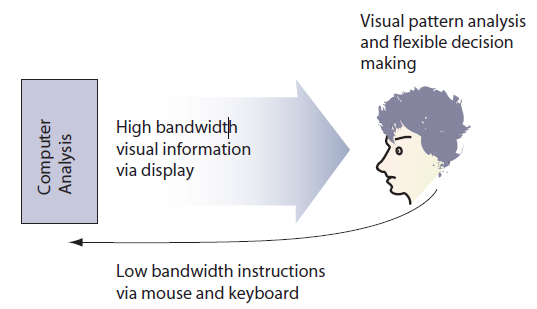 Visual pattern analysis
and flexible decision
making
Computer
Analysis
High bandwidth
visual information
via display
Low bandwidth instructions
via mouse and keyboard